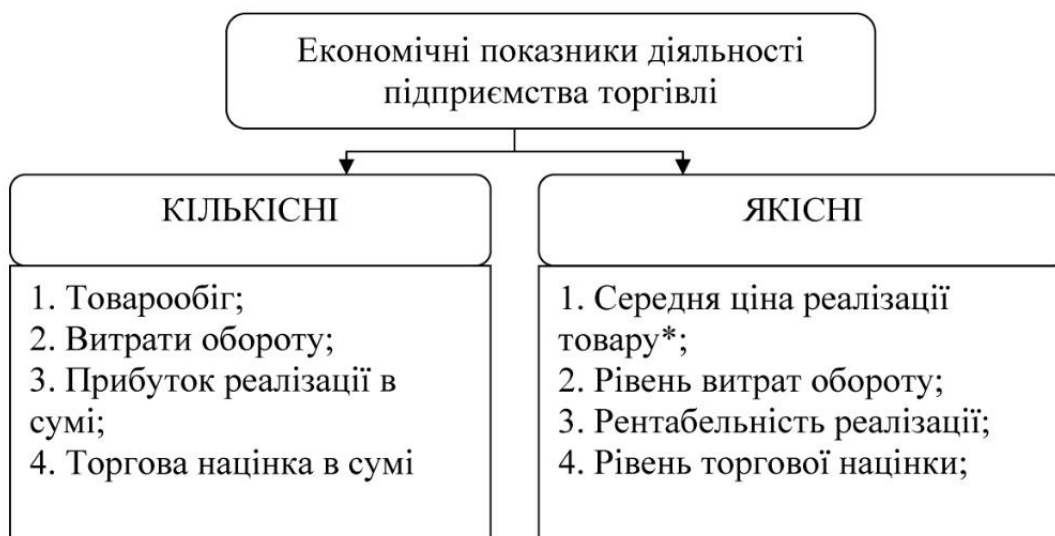 Економічні показники діяльності
підприємства торгівлі
КІЛЬКІСНІ
1. Товарообіг;
2. Витрати обороту;
3. Прибуток реалізації в
сумі;
4. Торгова націнка в сумі
ЯКІСНІ
1. Середня ціна реалізації
товару*;
2. Рівень витрат обороту;
3. Рентабельність реалізації;
4. Рівень торгової націнки;